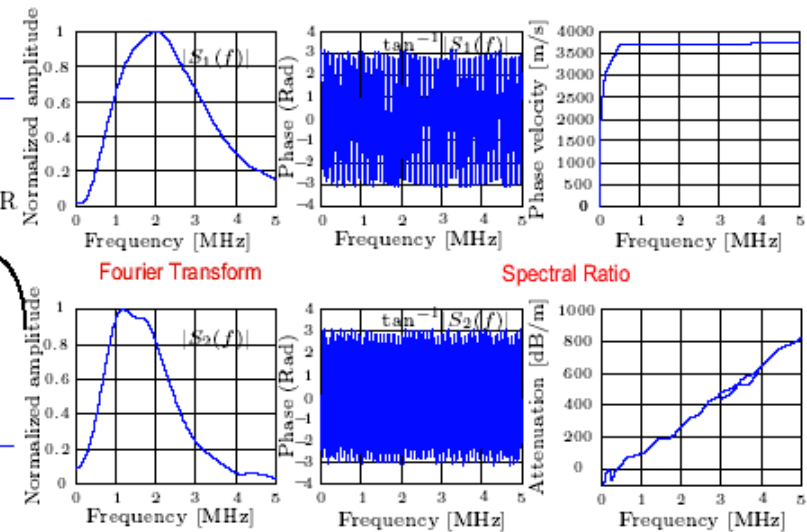 Normalized amplitude
1
0.8
0.6
0.4
0.2
0
|S₁(f)|
0 1 2 3 4 5
Frequency [MHz]
Phase (Rad)
4
3
2
1
0
−1
−2
−3
−4
tan⁻¹|S₁(f)|
0 1 2 3 4 5
Frequency [MHz]
Phase velocity [m/s]
4000
3500
3000
2500
2000
1500
1000
500
0
0 1 2 3 4 5
Frequency [MHz]
R
Fourier Transform
Spectral Ratio
Normalized amplitude
1
0.8
0.6
0.4
0.2
0
|S₂(f)|
0 1 2 3 4 5
Frequency [MHz]
Phase (Rad)
4
3
2
1
0
−1
−2
−3
−4
tan⁻¹|S₂(f)|
0 1 2 3 4 5
Frequency [MHz]
Attenuation [dB/m]
1000
800
600
400
200
0
0 1 2 3 4 5
Frequency [MHz]